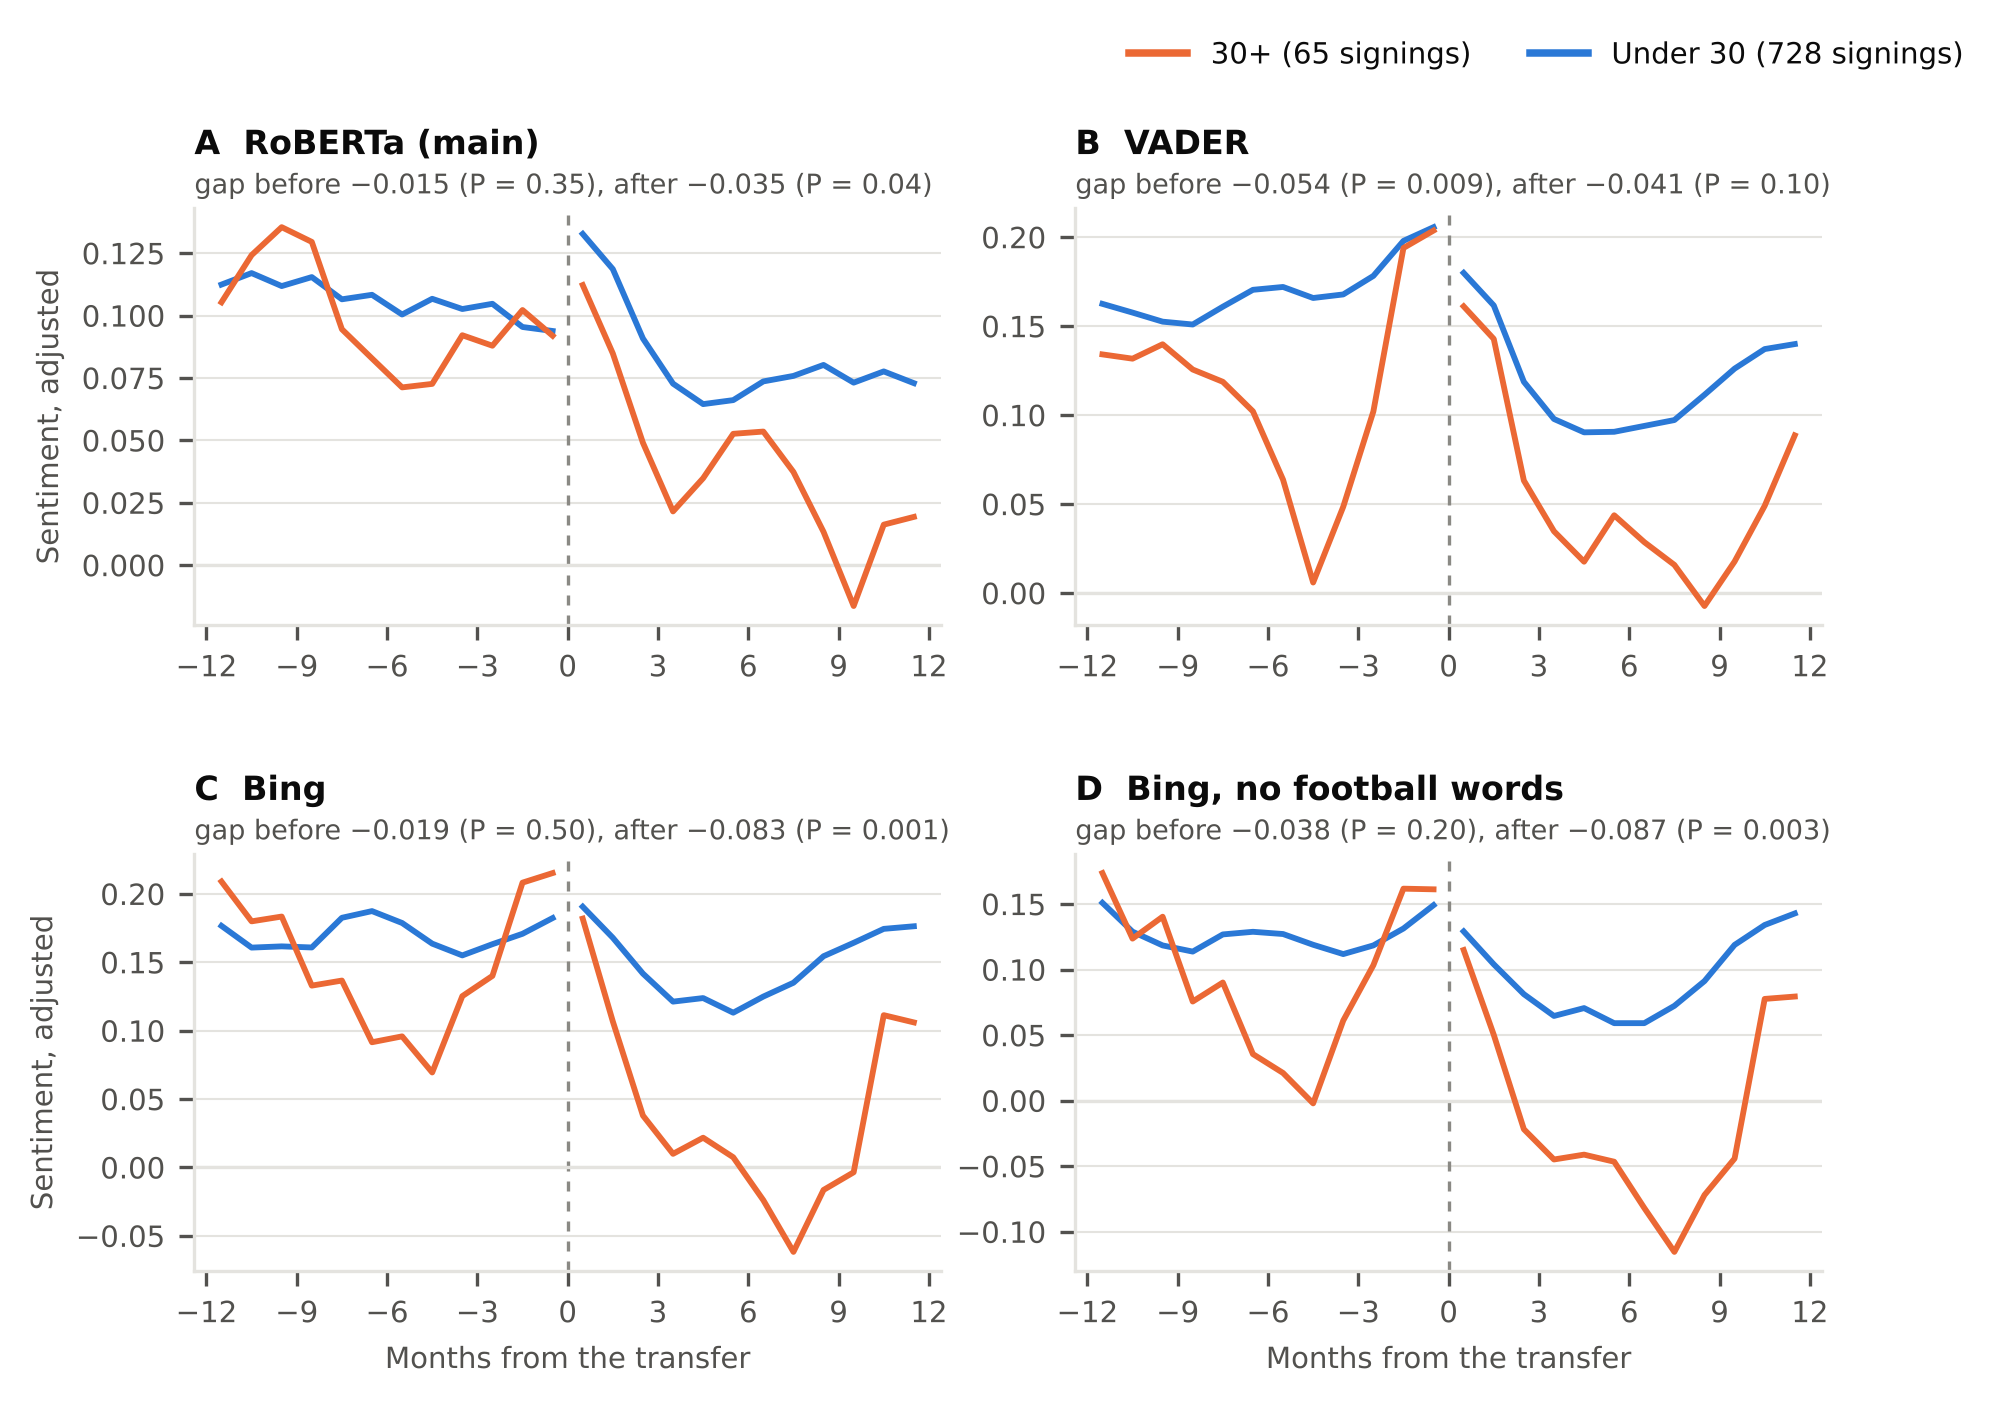 30+ (65 signings) Under 30 (728 signings)
A RoBERTa (main)
gap before −0.015 (P = 0.35), after −0.035 (P = 0.04)
Sentiment, adjusted
0.125
0.100
0.075
0.050
0.025
0.000
−12 −9 −6 −3 0 3 6 9 12
B VADER
gap before −0.054 (P = 0.009), after −0.041 (P = 0.10)
0.20
0.15
0.10
0.05
0.00
−12 −9 −6 −3 0 3 6 9 12
C Bing
gap before −0.019 (P = 0.50), after −0.083 (P = 0.001)
Sentiment, adjusted
0.20
0.15
0.10
0.05
0.00
−0.05
−12 −9 −6 −3 0 3 6 9 12
Months from the transfer
D Bing, no football words
gap before −0.038 (P = 0.20), after −0.087 (P = 0.003)
0.15
0.10
0.05
0.00
−0.05
−0.10
−12 −9 −6 −3 0 3 6 9 12
Months from the transfer